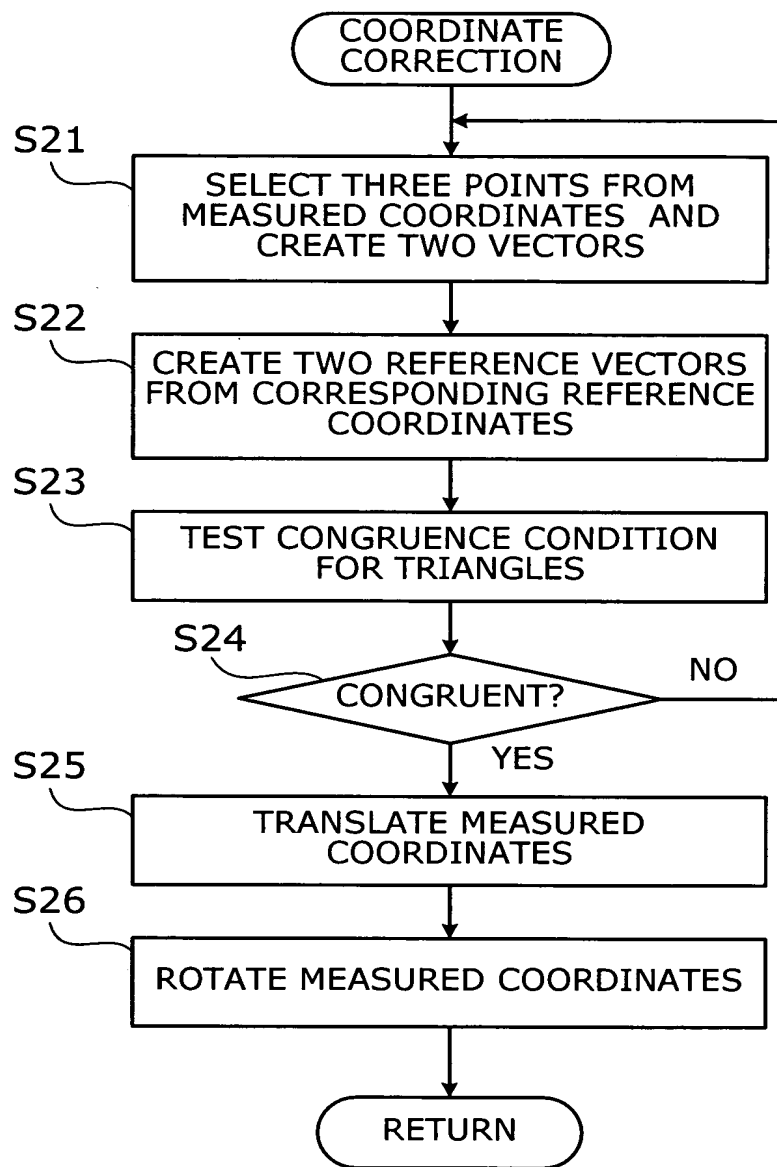 COORDINATE
CORRECTION
S21
SELECT THREE POINTS FROM
MEASURED COORDINATES AND
CREATE TWO VECTORS
S22
CREATE TWO REFERENCE VECTORS
FROM CORRESPONDING REFERENCE
COORDINATES
S23
TEST CONGRUENCE CONDITION
FOR TRIANGLES
S24
CONGRUENT?
NO
YES
S25
TRANSLATE MEASURED
COORDINATES
S26
ROTATE MEASURED COORDINATES
RETURN